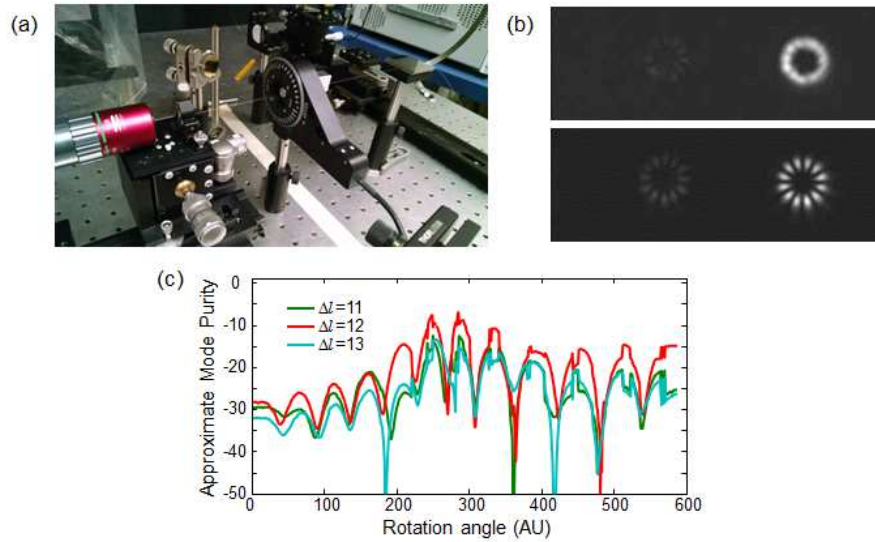 (a)
(b)
(c)
0
-10
-20
-30
-40
-50
Approximate Mode Purity
Δl=11
Δl=12
Δl=13
0 100 200 300 400 500 600
Rotation angle (AU)